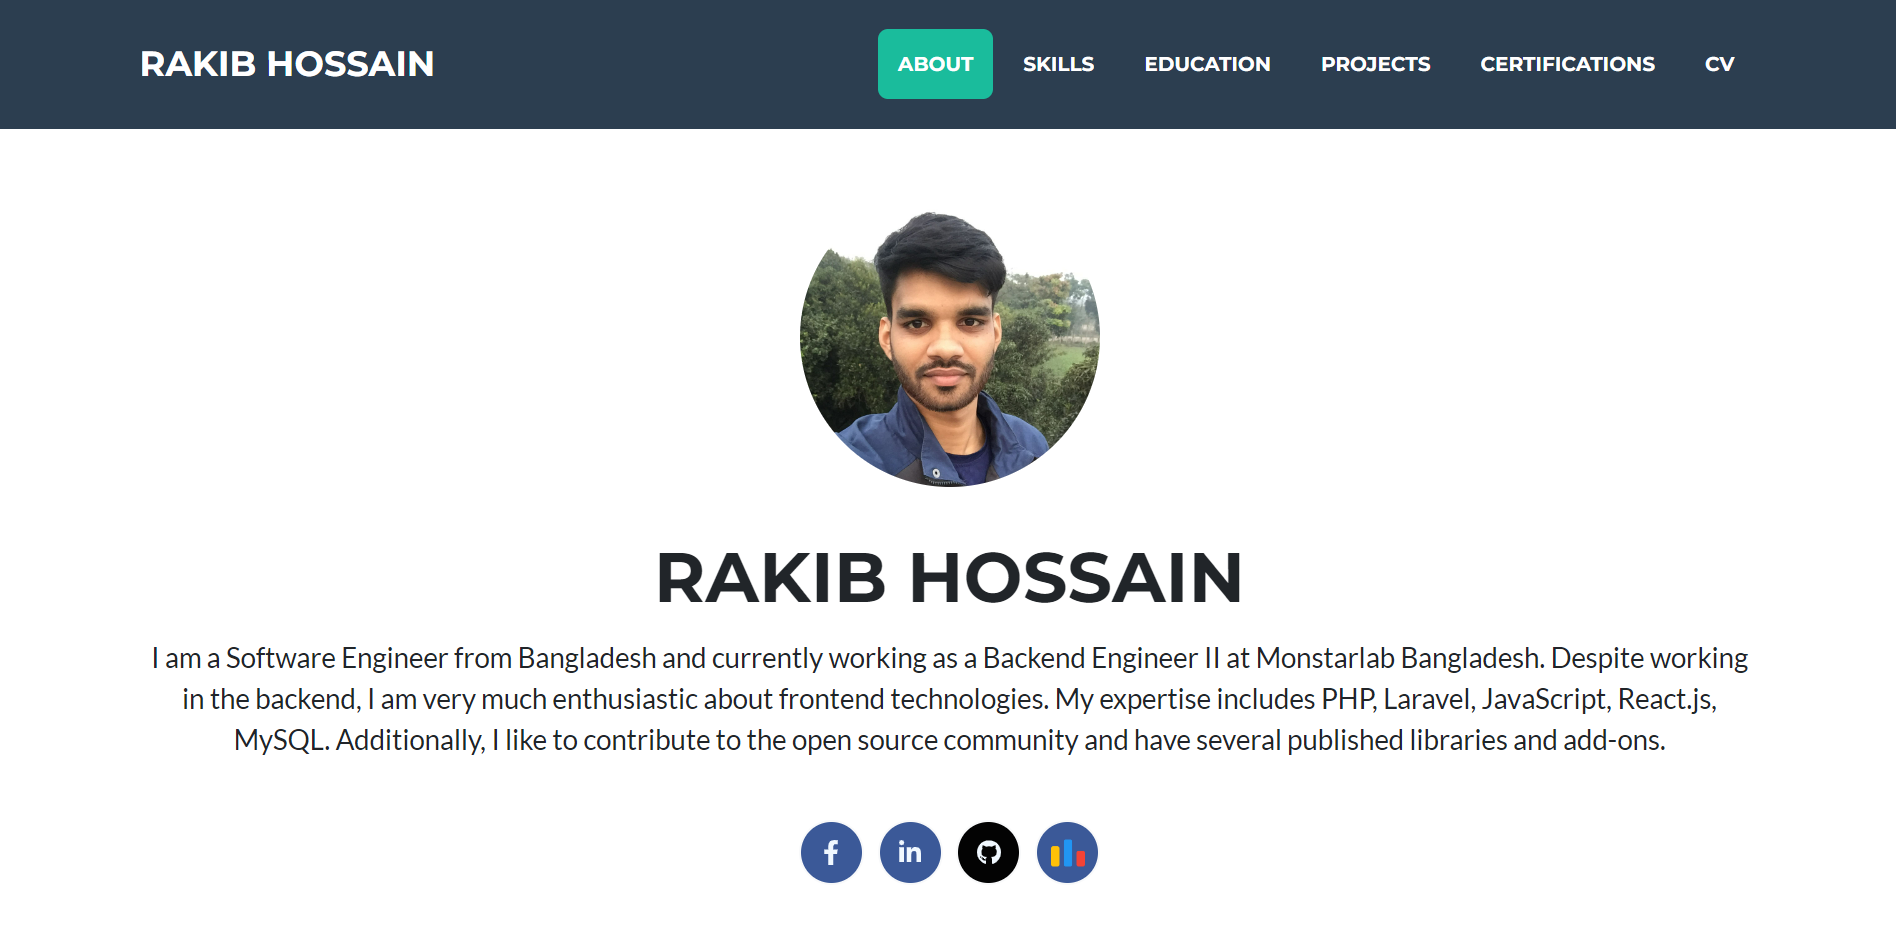 RAKIB HOSSAIN
ABOUT
SKILLS
EDUCATION
PROJECTS
CERTIFICATIONS
CV
RAKIB HOSSAIN
I am a Software Engineer from Bangladesh and currently working as a Backend Engineer II at Monstarlab Bangladesh. Despite working
in the backend, I am very much enthusiastic about frontend technologies. My expertise includes PHP, Laravel, JavaScript, React.js,
MySQL. Additionally, I like to contribute to the open source community and have several published libraries and add-ons.